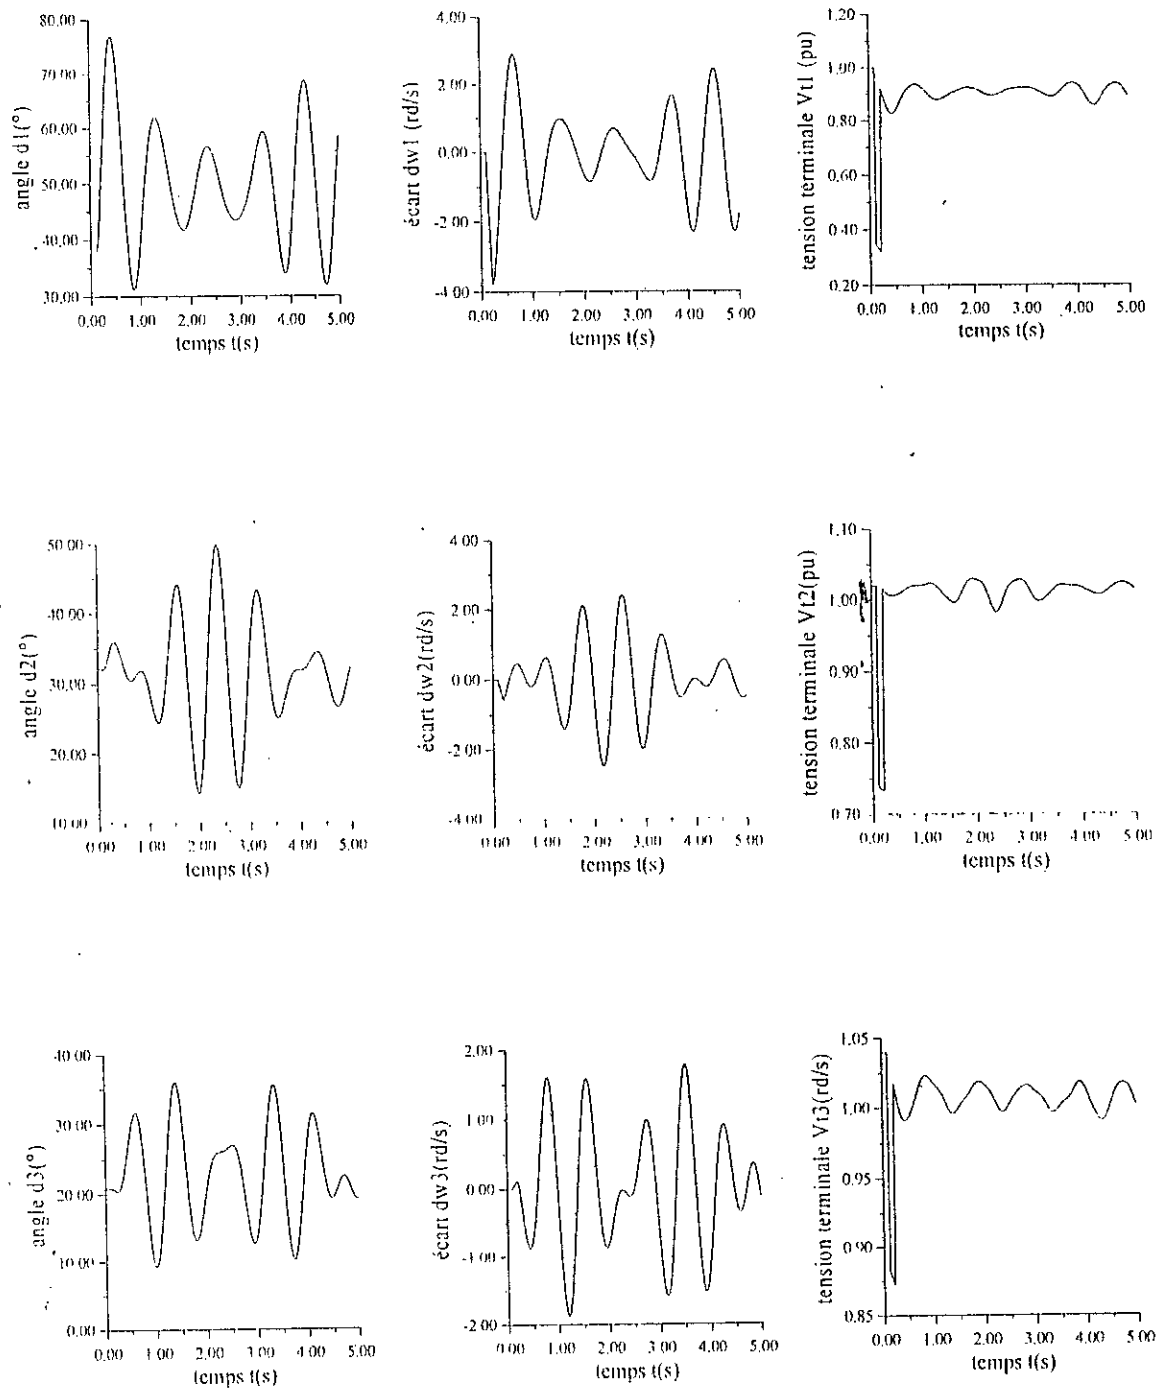 80.00
70.00
60.00
50.00
40.00
30.00
angle d1(°)
0.00 1.00 2.00 3.00 4.00 5.00
temps t(s)
4.00
2.00
0.00
-2.00
-4.00
écart dw1 (rd/s)
0.00 1.00 2.00 3.00 4.00 5.00
temps t(s)
1.20
1.00
0.80
0.60
0.40
0.20
tension terminale Vt1 (pu)
0.00 1.00 2.00 3.00 4.00 5.00
temps t(s)
50.00
40.00
30.00
20.00
10.00
angle d2(°)
0.00 1.00 2.00 3.00 4.00 5.00
temps t(s)
4.00
2.00
0.00
-2.00
-4.00
écart dw2(rd/s)
0.00 1.00 2.00 3.00 4.00 5.00
temps t(s)
1.10
1.00
0.90
0.80
0.70
tension terminale Vt2(pu)
0.00 1.00 2.00 3.00 4.00 5.00
temps t(s)
40.00
30.00
20.00
10.00
0.00
angle d3(°)
0.00 1.00 2.00 3.00 4.00 5.00
temps t(s)
2.00
1.00
0.00
-1.00
-2.00
écart dw3(rd/s)
0.00 1.00 2.00 3.00 4.00 5.00
temps t(s)
1.05
1.00
0.95
0.90
0.85
tension terminale Vt3(rd/s)
0.00 1.00 2.00 3.00 4.00 5.00
temps t(s)